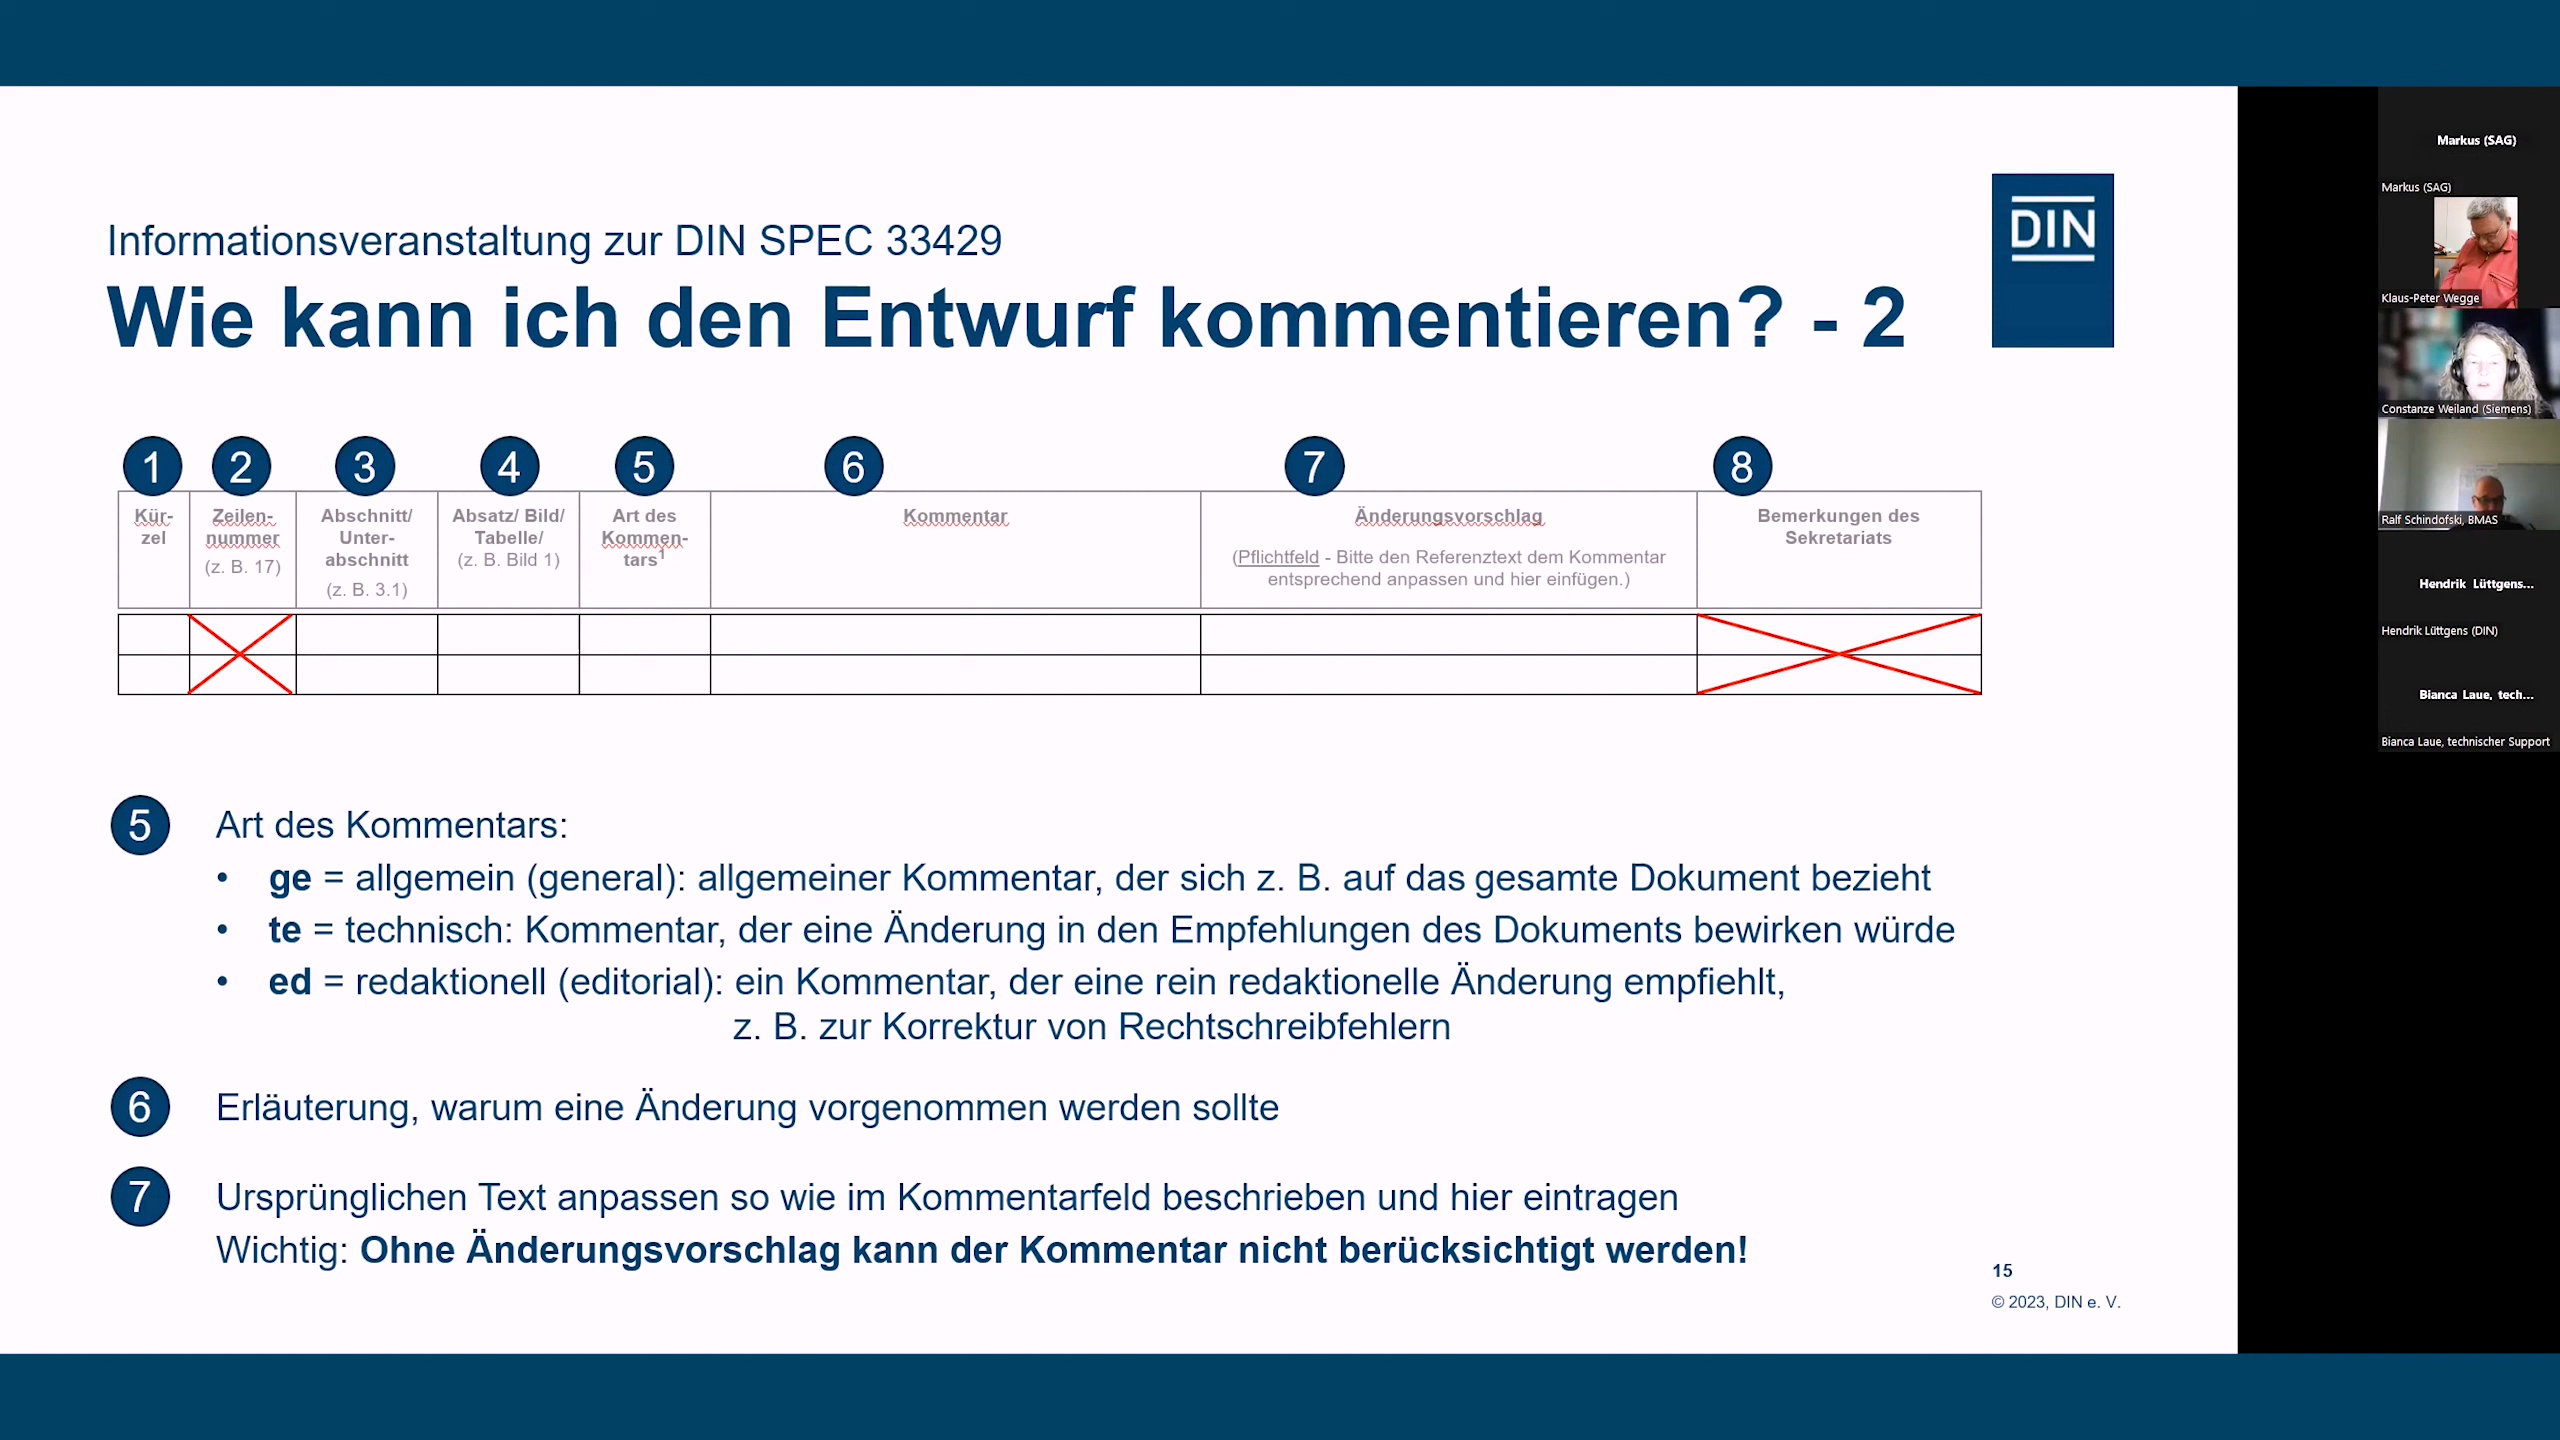 Informationsveranstaltung zur DIN SPEC 33429
Wie kann ich den Entwurf kommentieren? - 2
DIN
1 2 3 4 5 6 7 8
Kür-
zel
Zeilen-
nummer
(z. B. 17)
Abschnitt/
Unter-
abschnitt
(z. B. 3.1)
Absatz/ Bild/
Tabelle/
(z. B. Bild 1)
Art des
Kommen-
tars1
Kommentar
Änderungsvorschlag
(Pflichtfeld - Bitte den Referenztext dem Kommentar
entsprechend anpassen und hier einfügen.)
Bemerkungen des
Sekretariats
5 Art des Kommentars:
• ge = allgemein (general): allgemeiner Kommentar, der sich z. B. auf das gesamte Dokument bezieht
• te = technisch: Kommentar, der eine Änderung in den Empfehlungen des Dokuments bewirken würde
• ed = redaktionell (editorial): ein Kommentar, der eine rein redaktionelle Änderung empfiehlt,
z. B. zur Korrektur von Rechtschreibfehlern
6 Erläuterung, warum eine Änderung vorgenommen werden sollte
7 Ursprünglichen Text anpassen so wie im Kommentarfeld beschrieben und hier eintragen
Wichtig: Ohne Änderungsvorschlag kann der Kommentar nicht berücksichtigt werden!
15
© 2023, DIN e. V.
Markus (SAG)
Markus (SAG)
Klaus-Peter Wegge
Constanze Weiland (Siemens)
Ralf Schindofski, BMAS
Hendrik Lüttgens...
Hendrik Lüttgens (DIN)
Bianca Laue, tech...
Bianca Laue, technischer Support